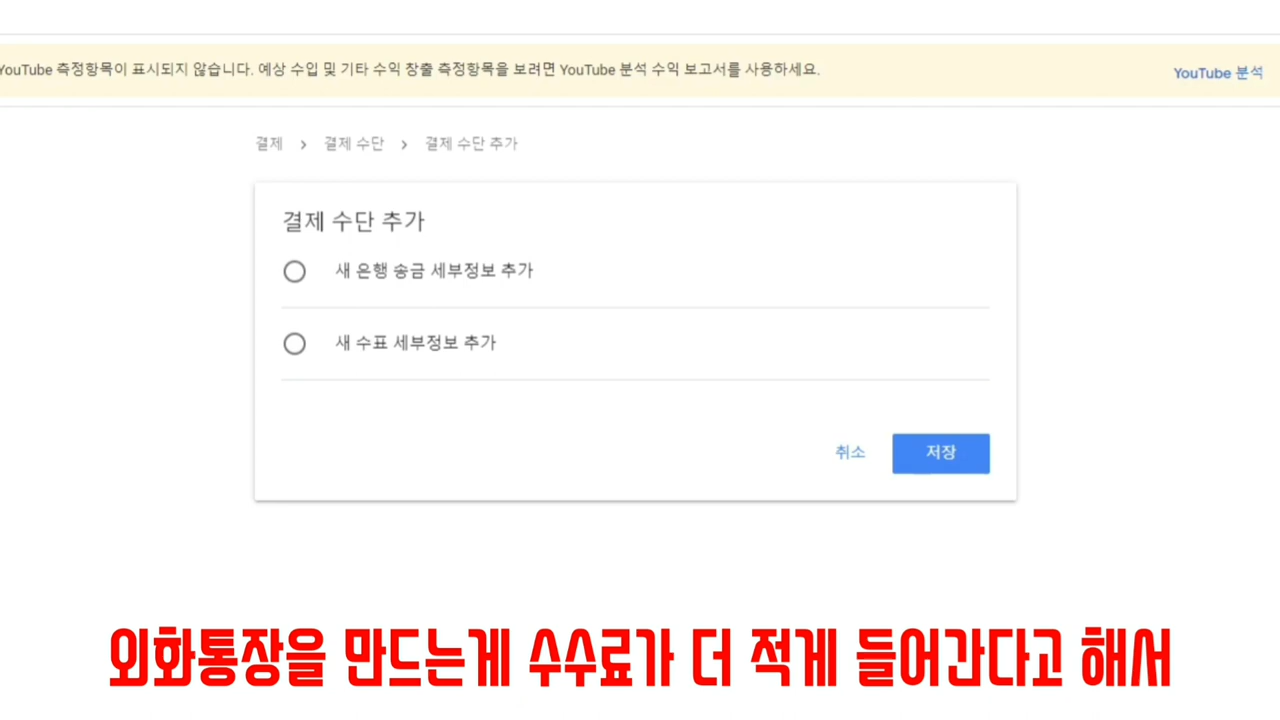 YouTube 측정항목이 표시되지 않습니다. 예상 수입 및 기타 수익 창출 측정항목을 보려면 YouTube 분석 수익 보고서를 사용하세요.
YouTube 분석
결제 > 결제 수단 > 결제 수단 추가
결제 수단 추가
새 은행 송금 세부정보 추가
새 수표 세부정보 추가
취소
저장
외화통장을 만드는게 수수료가 더 적게 들어간다고 해서